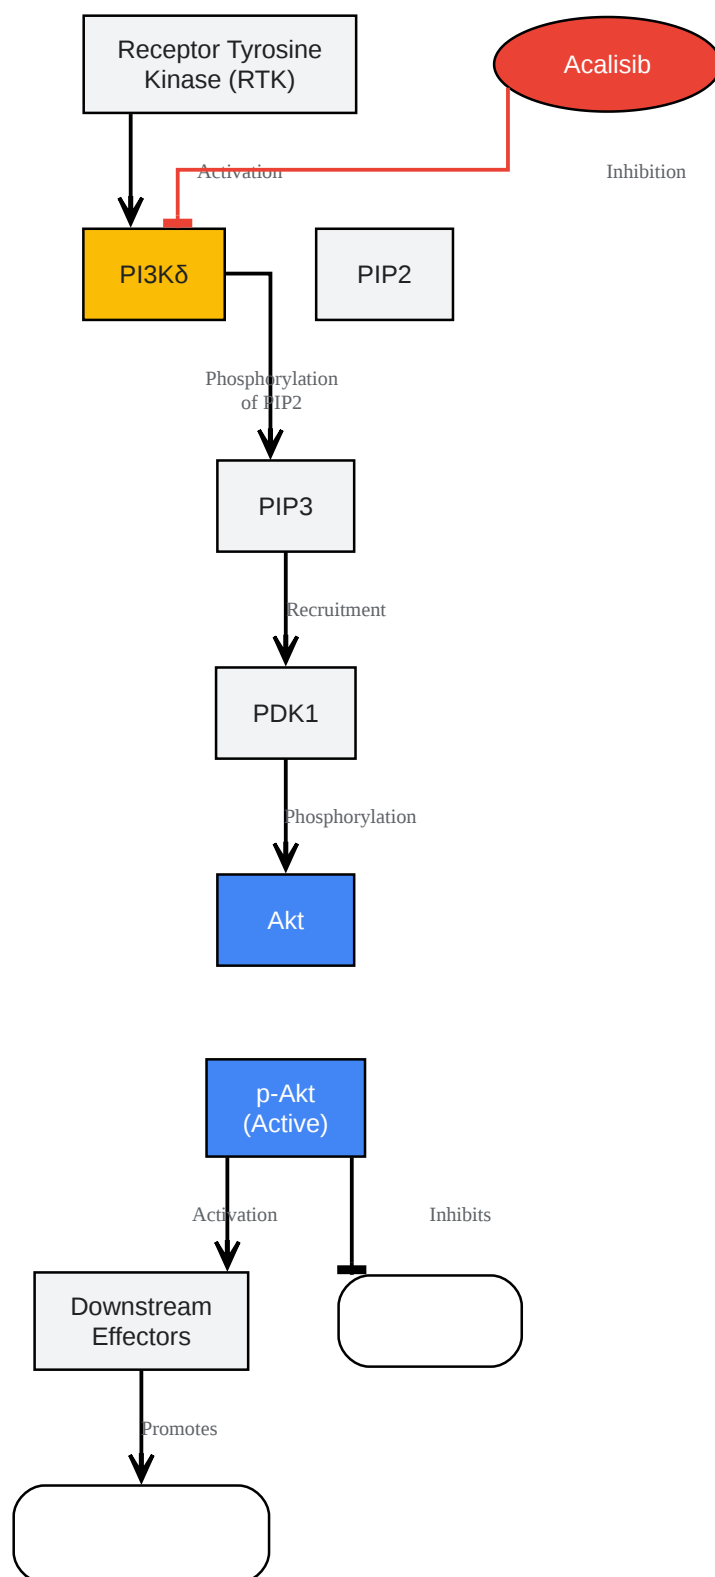 Receptor Tyrosine
Kinase (RTK)
Acalisib
Activation
Inhibition
PI3Kδ
PIP2
Phosphorylation
of PIP2
PIP3
Recruitment
PDK1
Phosphorylation
Akt
p-Akt
(Active)
Activation
Inhibits
Downstream
Effectors
Promotes